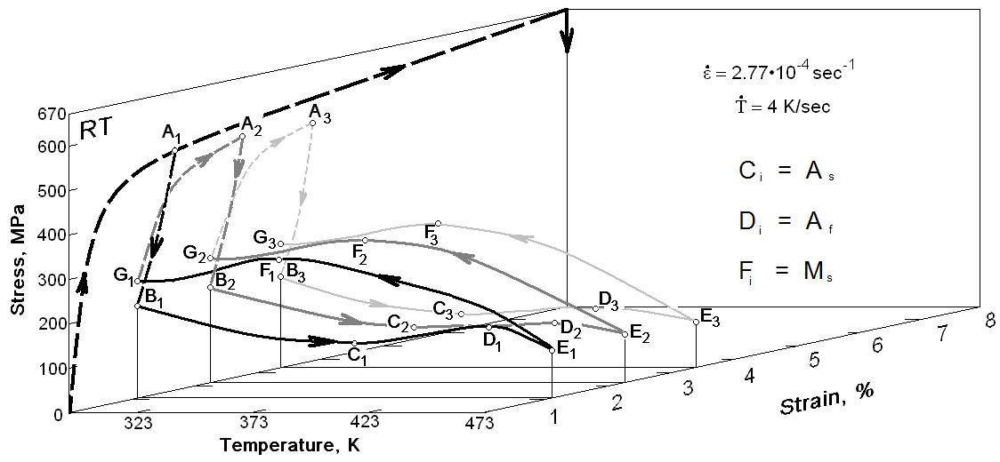 670
RT
600
500
400
300
200
100
0
Stress, MPa
323
373
423
473
Temperature, K
1
2
3
4
5
6
7
8
Strain, %
A1
A2
A3
G1
G2
G3
B1
B2
B3
F1
F2
F3
C1
C2
C3
D1
D2
D3
E1
E2
E3
ε̇ = 2.77•10⁻⁴ sec⁻¹
Ṫ = 4 K/sec
Ci = As
Di = Af
Fi = Ms